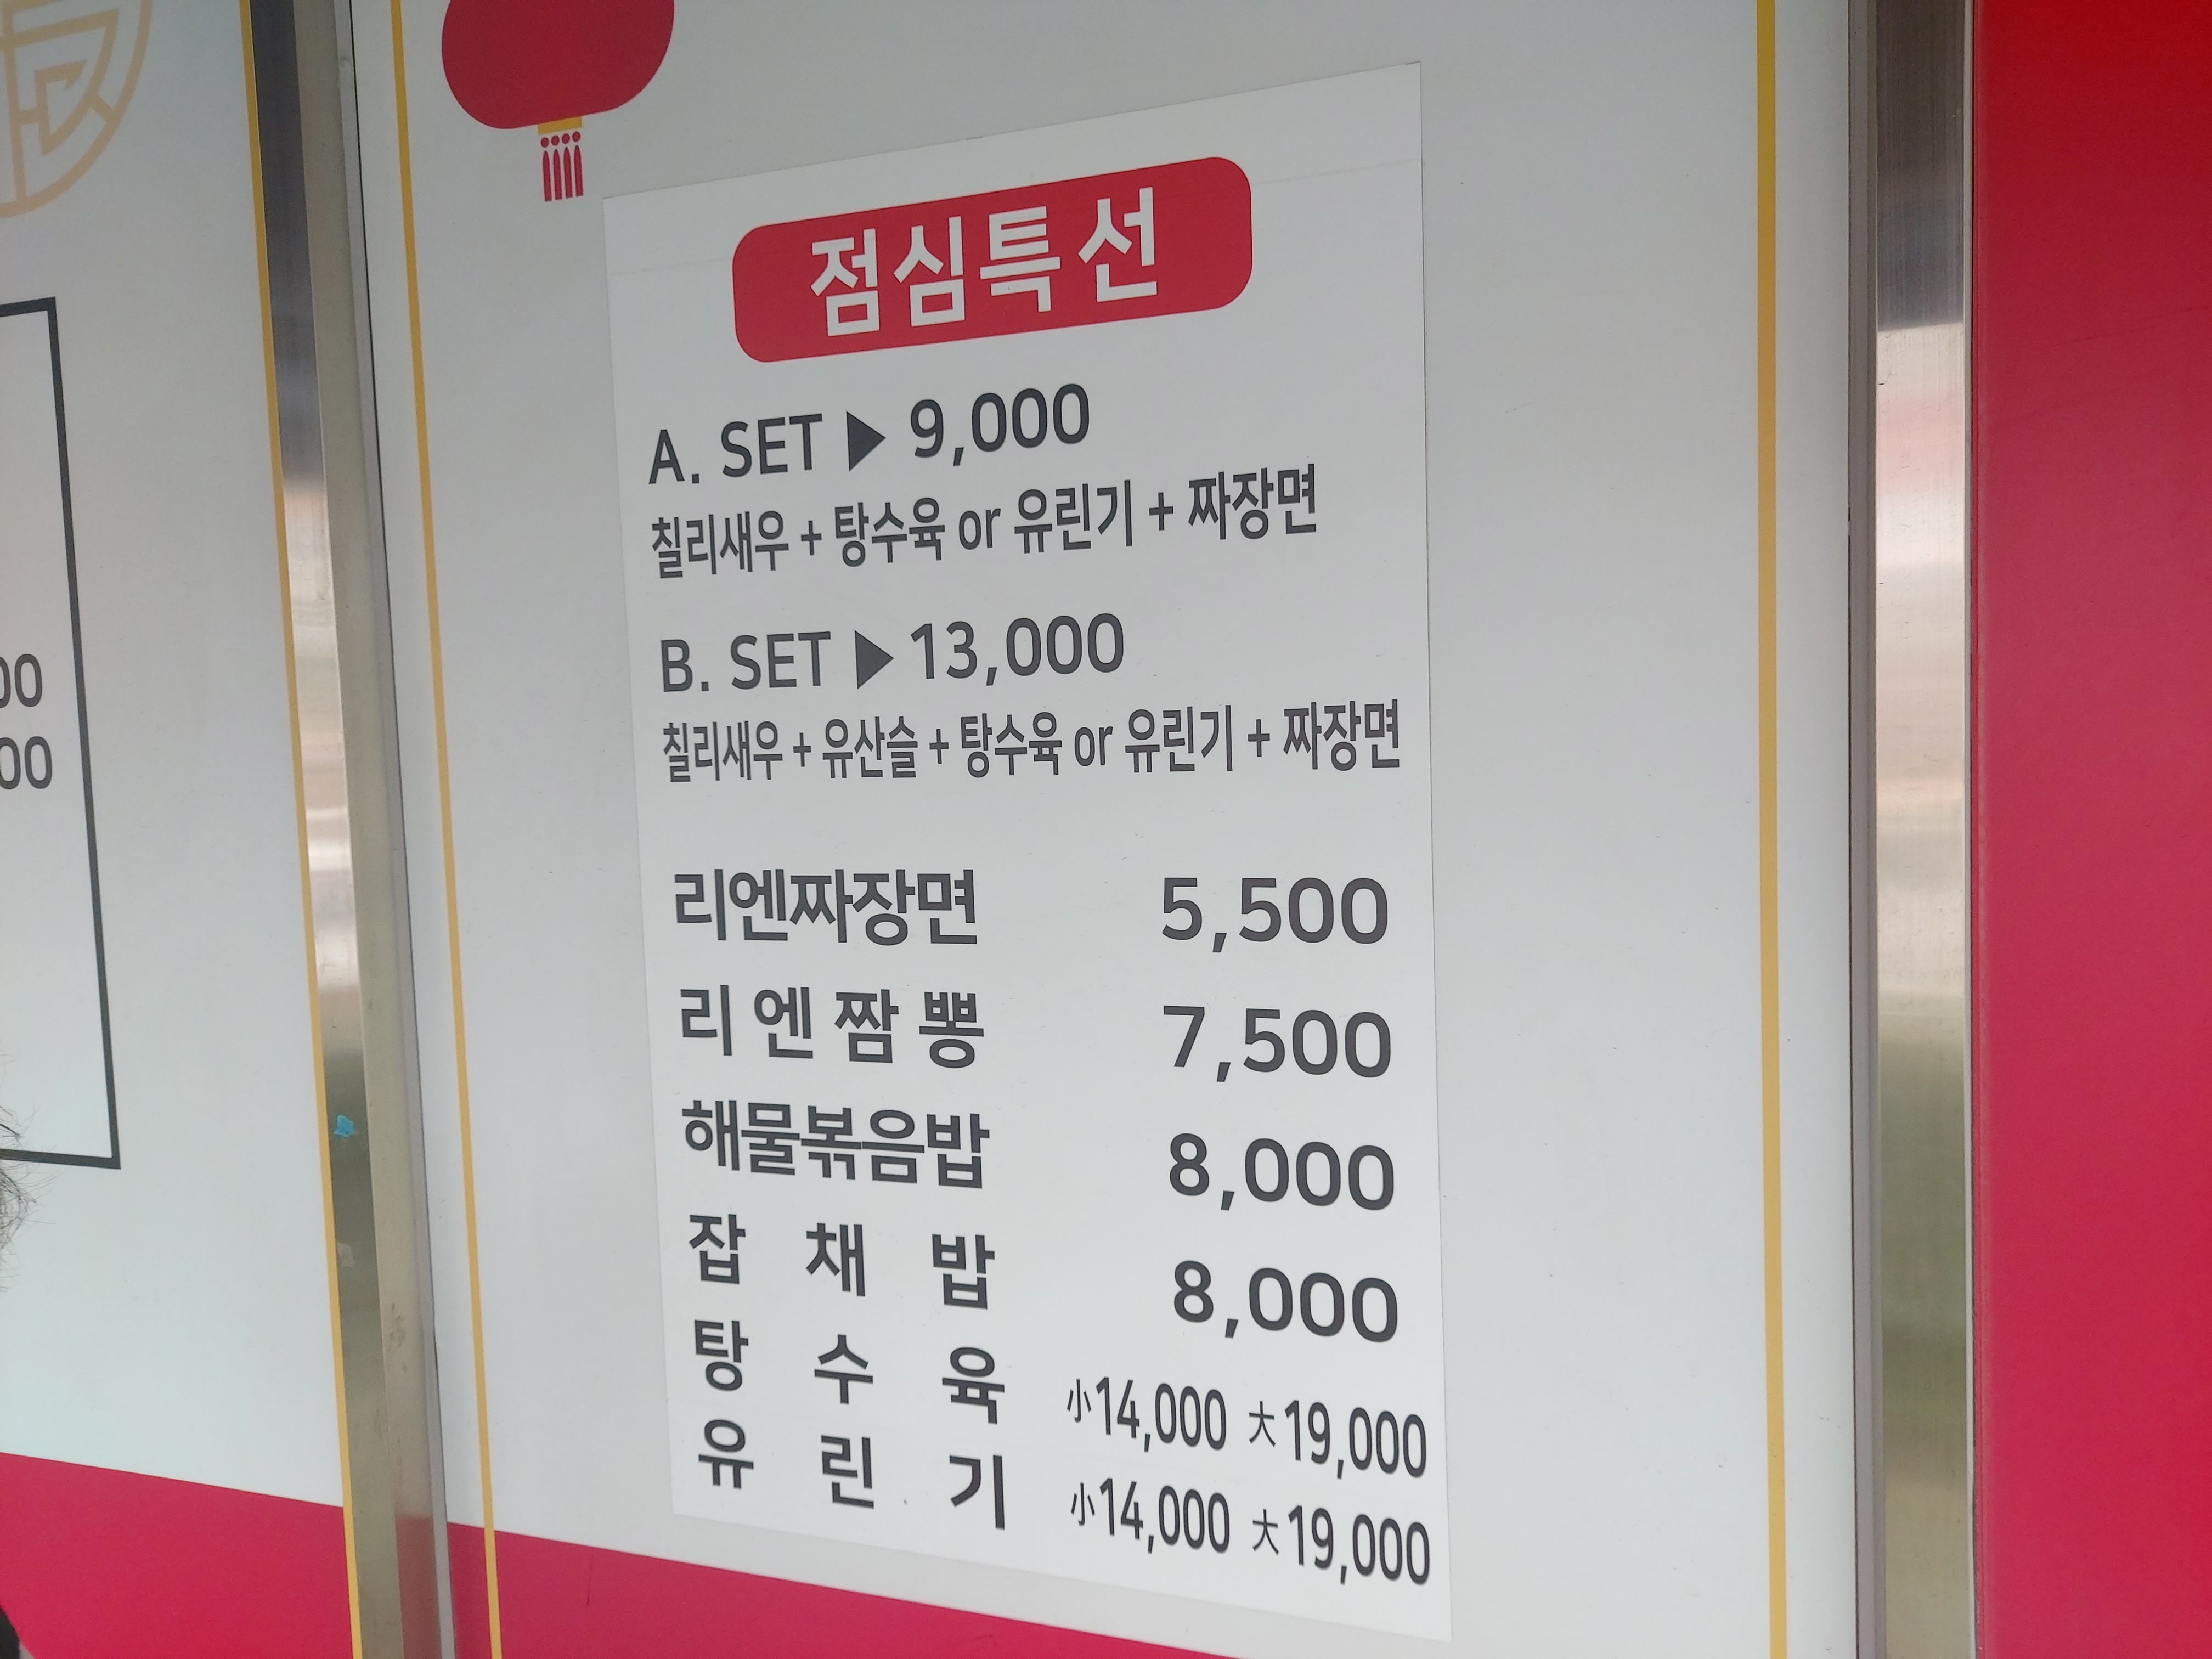 점심특선
A. SET ▶ 9,000
칠리새우 + 탕수육 or 유린기 + 짜장면
B. SET ▶ 13,000
칠리새우 + 유산슬 + 탕수육 or 유린기 + 짜장면
리엔짜장면 5,500
리엔짬뽕 7,500
해물볶음밥 8,000
잡채밥 8,000
탕수육 小14,000 大19,000
유린기 小14,000 大19,000